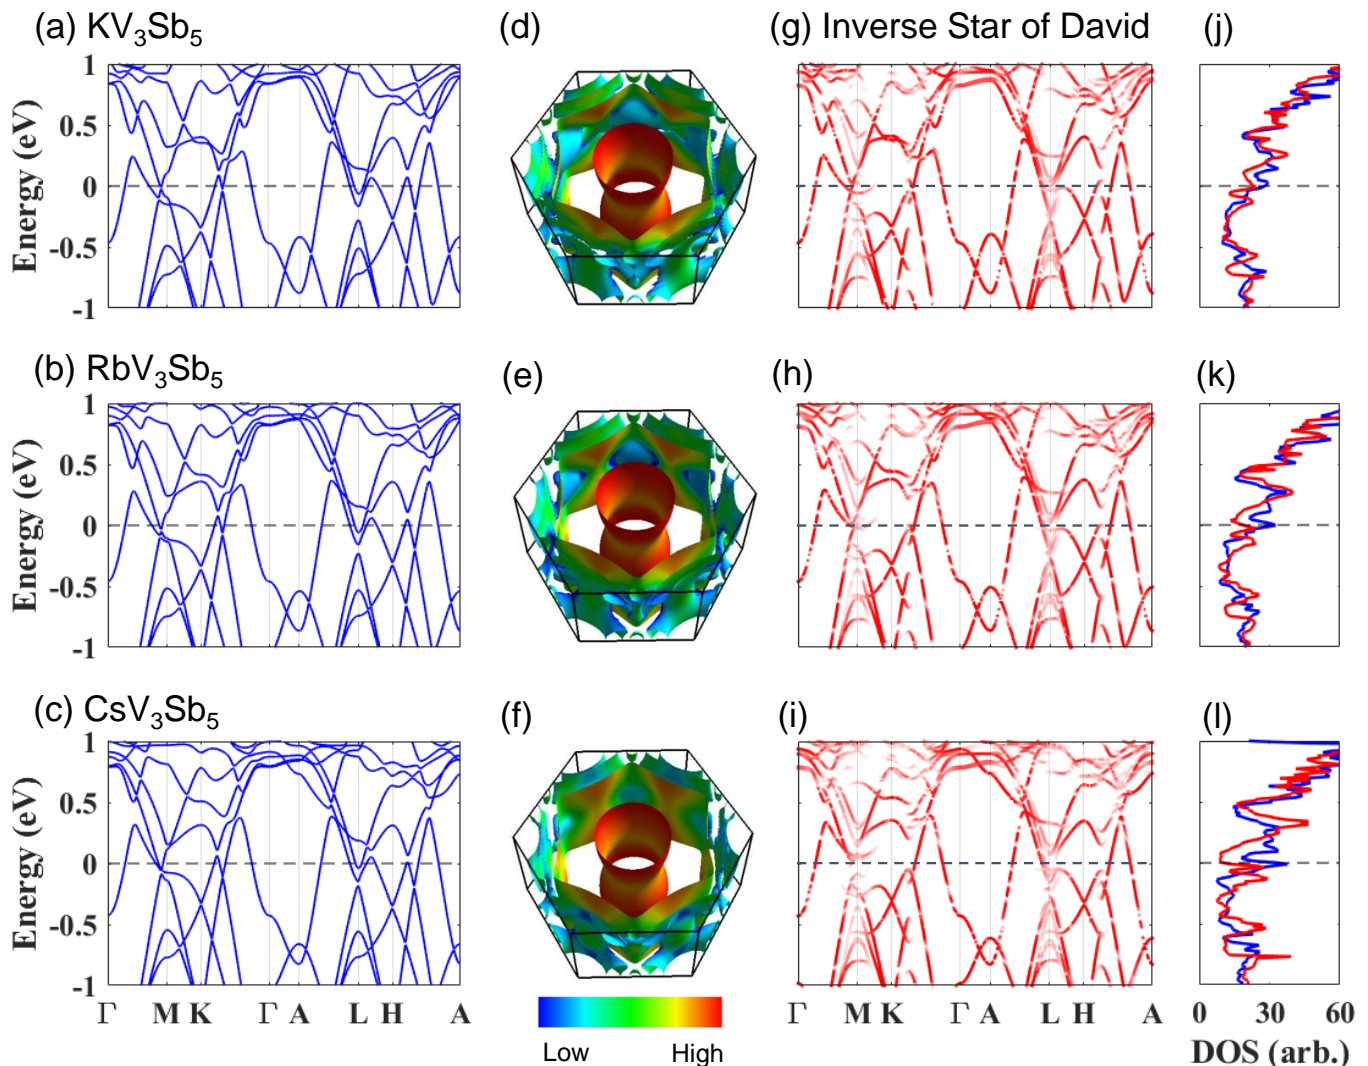 (a) KV₃Sb₅
(d)
(g) Inverse Star of David
(j)
Energy (eV)
1
0.5
0
-0.5
-1
(b) RbV₃Sb₅
(e)
(h)
(k)
Energy (eV)
1
0.5
0
-0.5
-1
(c) CsV₃Sb₅
(f)
(i)
(l)
Energy (eV)
1
0.5
0
-0.5
-1
Γ M K Γ A L H A
Low High
Γ M K Γ A L H A
0 30 60
DOS (arb.)